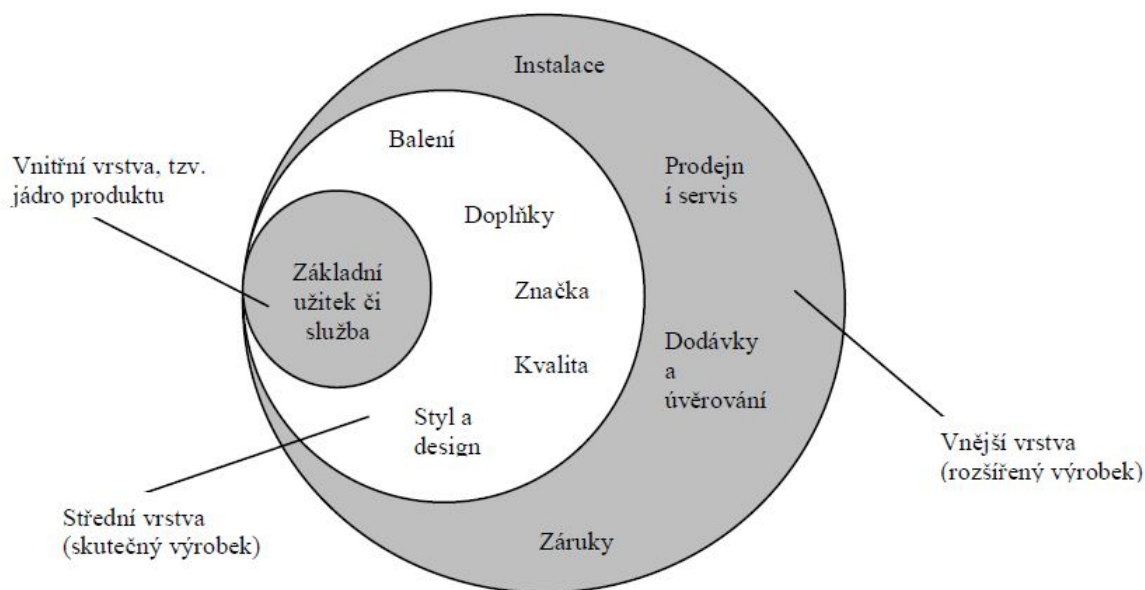 Instalace
Balení
Vnitřní vrstva, tzv.
jádro produktu
Prodejn
í servis
Doplňky
Základní
užitek či
služba
Značka
Kvalita
Dodávky
a
úvěrování
Styl a
design
Vnější vrstva
(rozšířený výrobek)
Střední vrstva
(skutečný výrobek)
Záruky